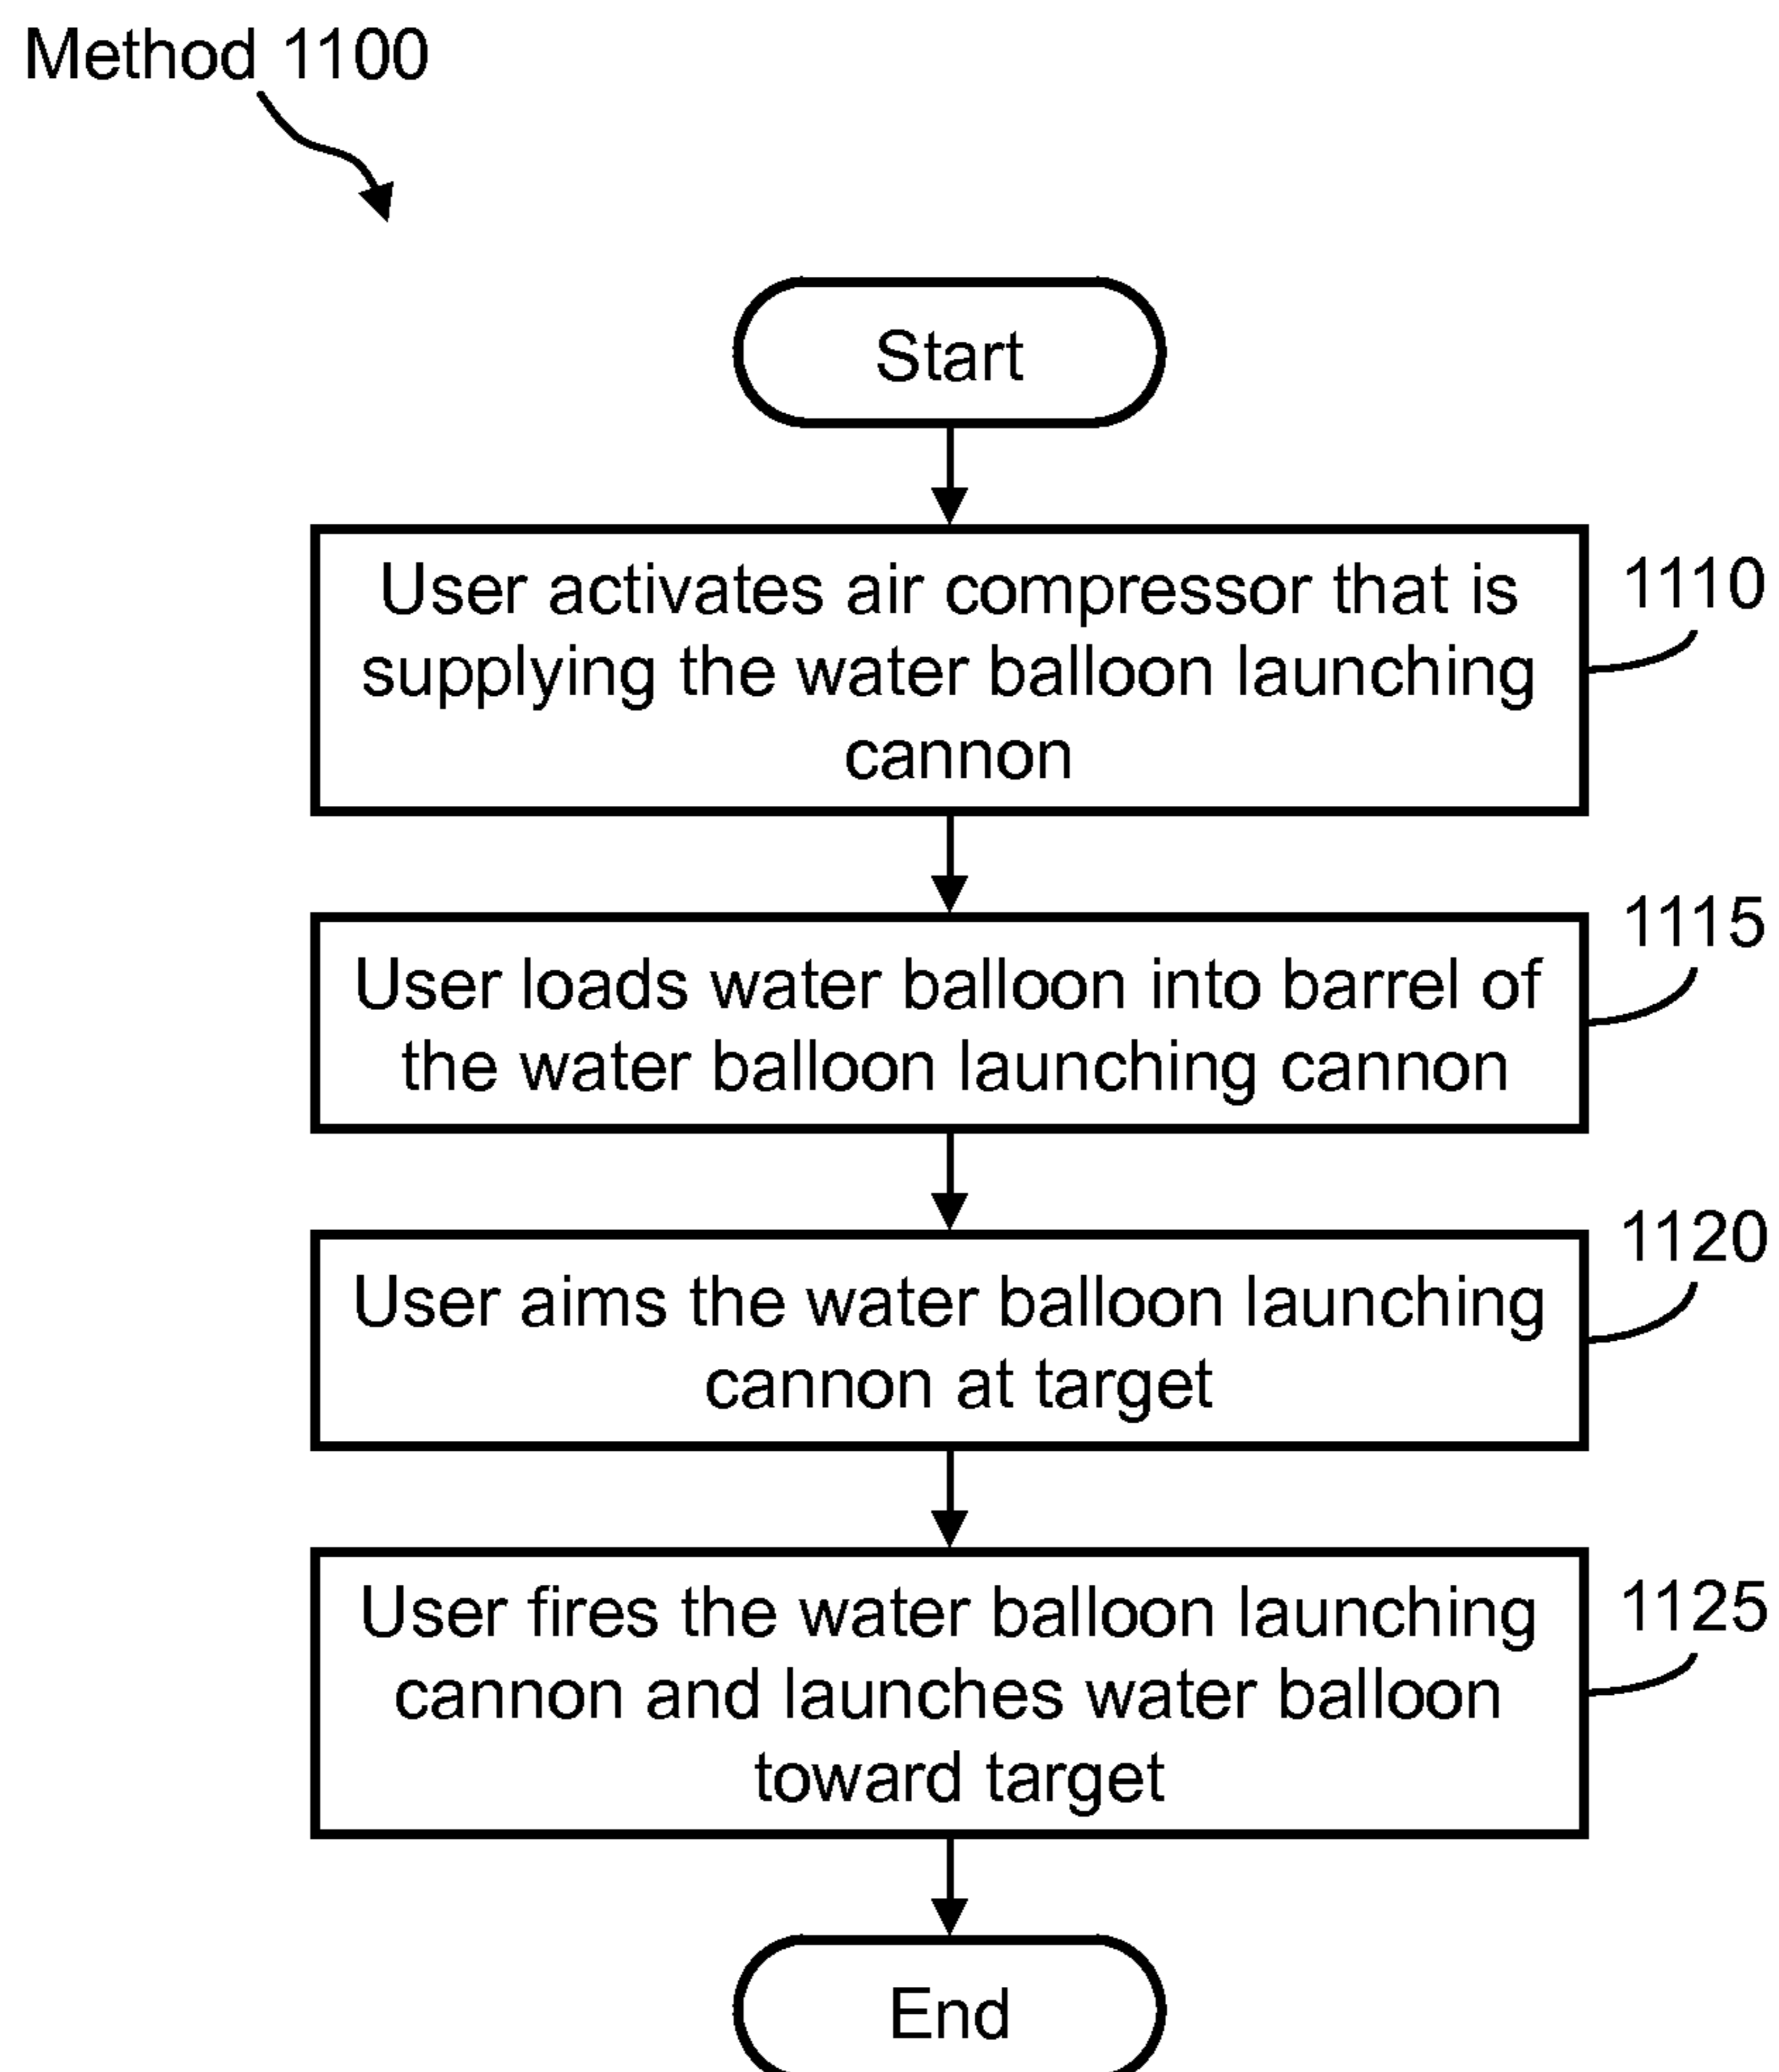 Method 1100
Start
User activates air compressor that is
supplying the water balloon launching
cannon
1110
User loads water balloon into barrel of
the water balloon launching cannon
1115
User aims the water balloon launching
cannon at target
1120
User fires the water balloon launching
cannon and launches water balloon
toward target
1125
End